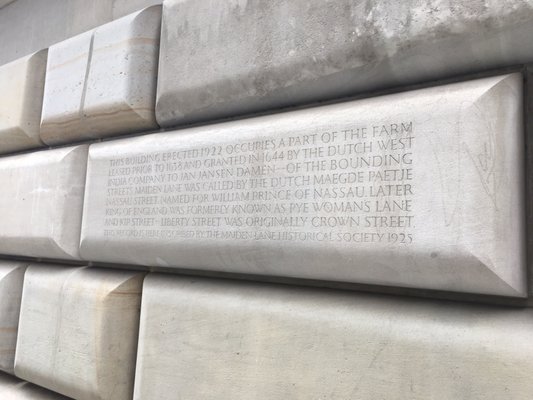 THIS BUILDING ERECTED 1922 OCCUPIES A PART OF THE FARM
LEASED PRIOR TO 1638 AND GRANTED IN 1644 BY THE DUTCH WEST
INDIA COMPANY TO JAN JANSEN DAMEN–OF THE BOUNDING
STREETS MAIDEN LANE WAS CALLED BY THE DUTCH MAEGDE PAETJE
NASSAU STREET, NAMED FOR WILLIAM PRINCE OF NASSAU LATER
KING OF ENGLAND WAS FORMERLY KNOWN AS PYE WOMANS LANE
AND KIP STREET–LIBERTY STREET WAS ORIGINALLY CROWN STREET.
THIS RECORD IS HERE INSCRIBED BY THE MAIDEN LANE HISTORICAL SOCIETY 1925